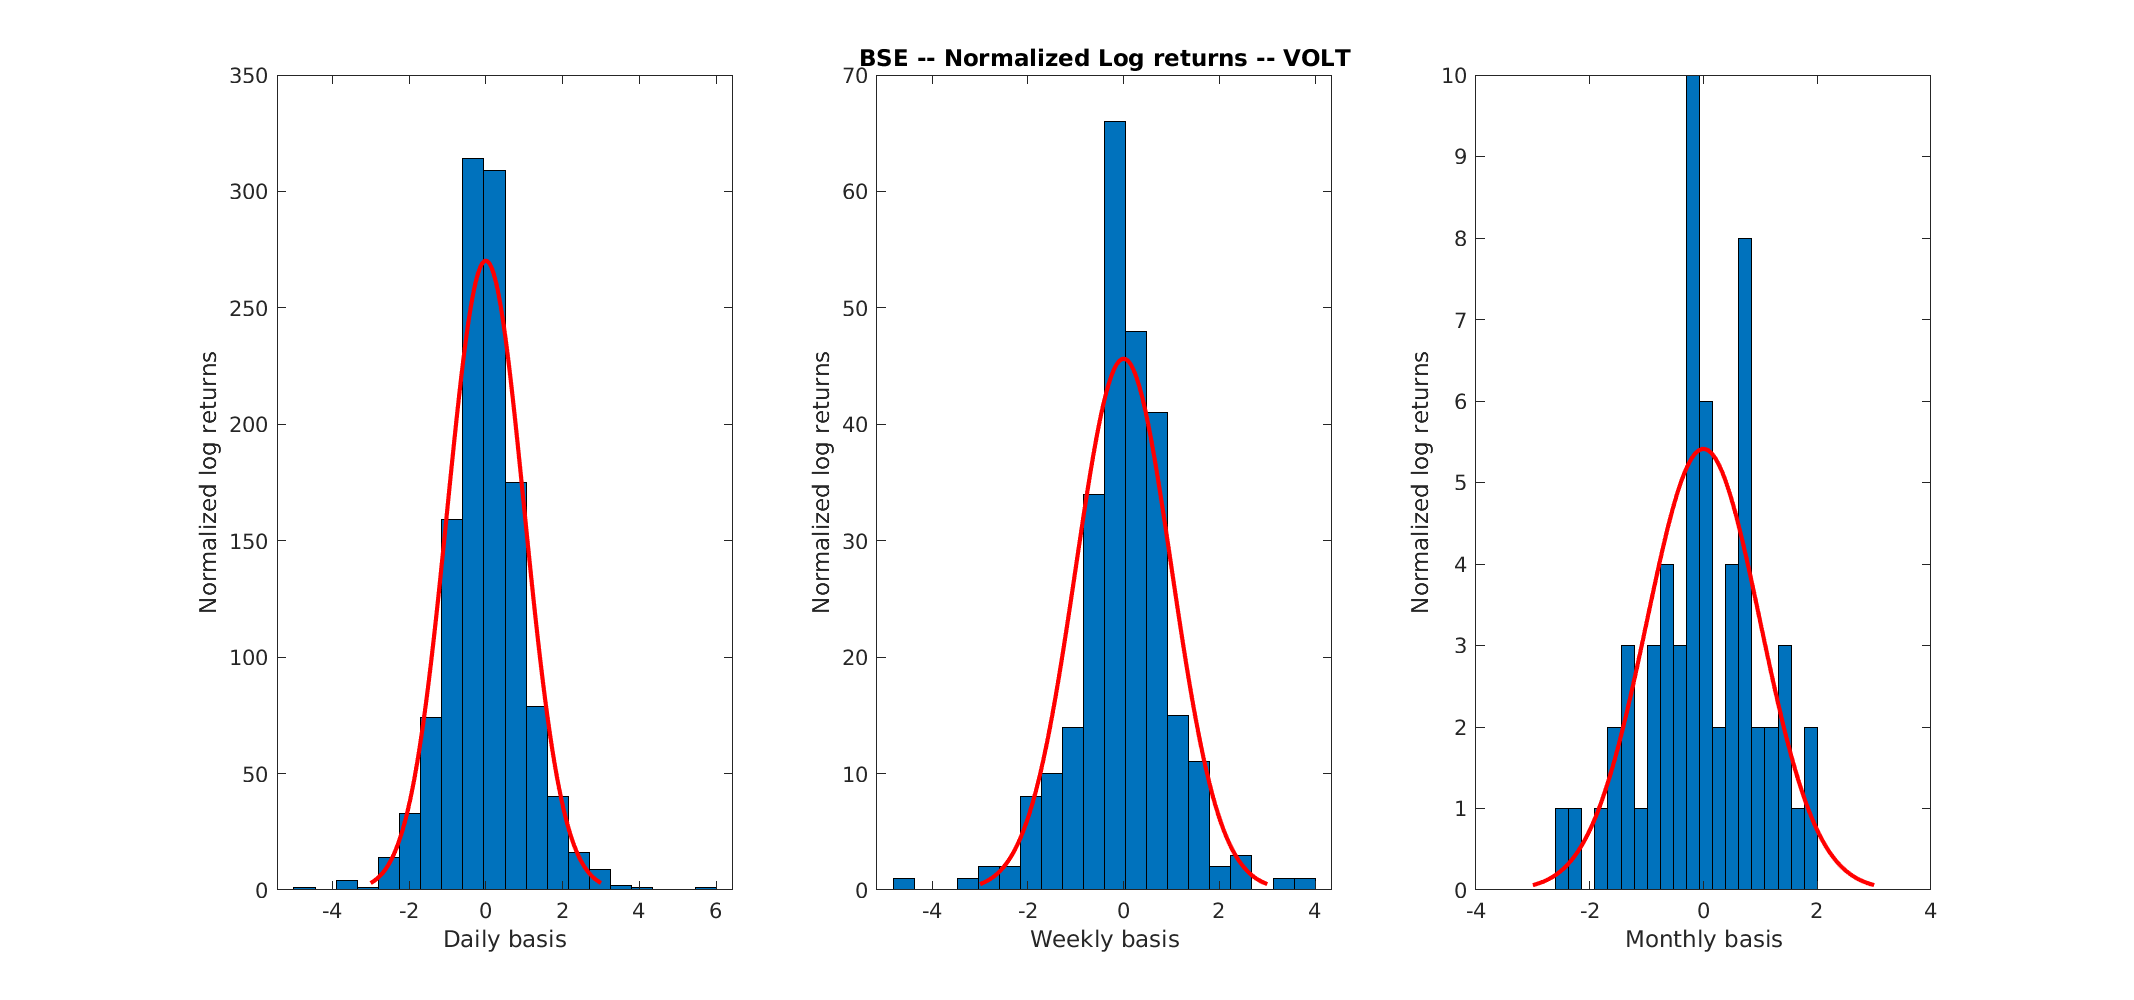 BSE -- Normalized Log returns -- VOLT
350
300
250
200
150
100
50
0
Normalized log returns
-4 -2 0 2 4 6
Daily basis
70
60
50
40
30
20
10
0
Normalized log returns
-4 -2 0 2 4
Weekly basis
10
9
8
7
6
5
4
3
2
1
0
Normalized log returns
-4 -2 0 2 4
Monthly basis